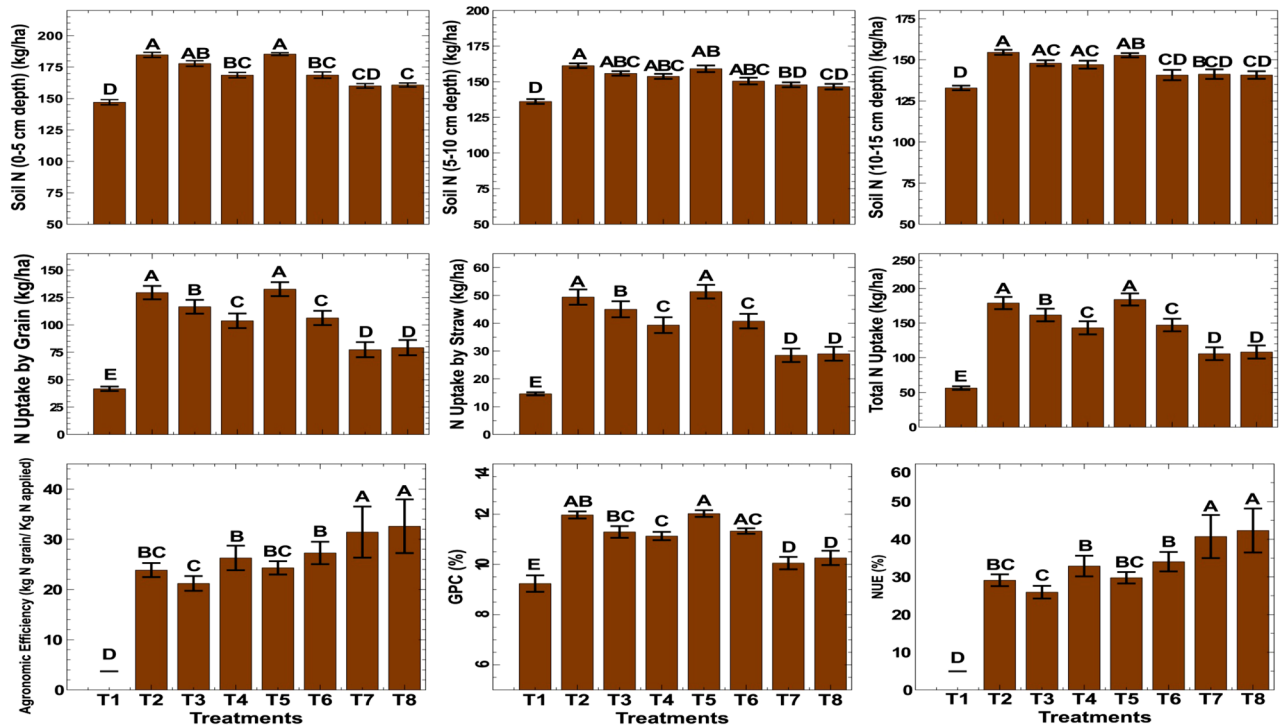 Soil N (0-5 cm depth) (kg/ha)
200
175
150
125
100
75
50
D A AB BC A BC CD C
Soil N (5-10 cm depth) (kg/ha)
200
175
150
125
100
75
50
D A ABC ABC AB ABC BD CD
Soil N (10-15 cm depth) (kg/ha)
175
150
125
100
75
50
D A AC AC AB CD BCD CD
N Uptake by Grain (kg/ha)
150
125
100
75
50
25
0
E A B C A C D D
N Uptake by Straw (kg/ha)
60
50
40
30
20
10
0
E A B C A C D D
Total N Uptake (kg/ha)
250
200
150
100
50
0
E A B C A C D D
Agronomic Efficiency (kg N grain/ Kg N applied)
40
30
20
10
0
D BC C B BC B A A
T1 T2 T3 T4 T5 T6 T7 T8
Treatments
GPC (%)
14
12
10
8
6
E AB BC C A AC D D
T1 T2 T3 T4 T5 T6 T7 T8
Treatments
NUE (%)
60
50
40
30
20
10
0
D BC C B BC B A A
T1 T2 T3 T4 T5 T6 T7 T8
Treatments